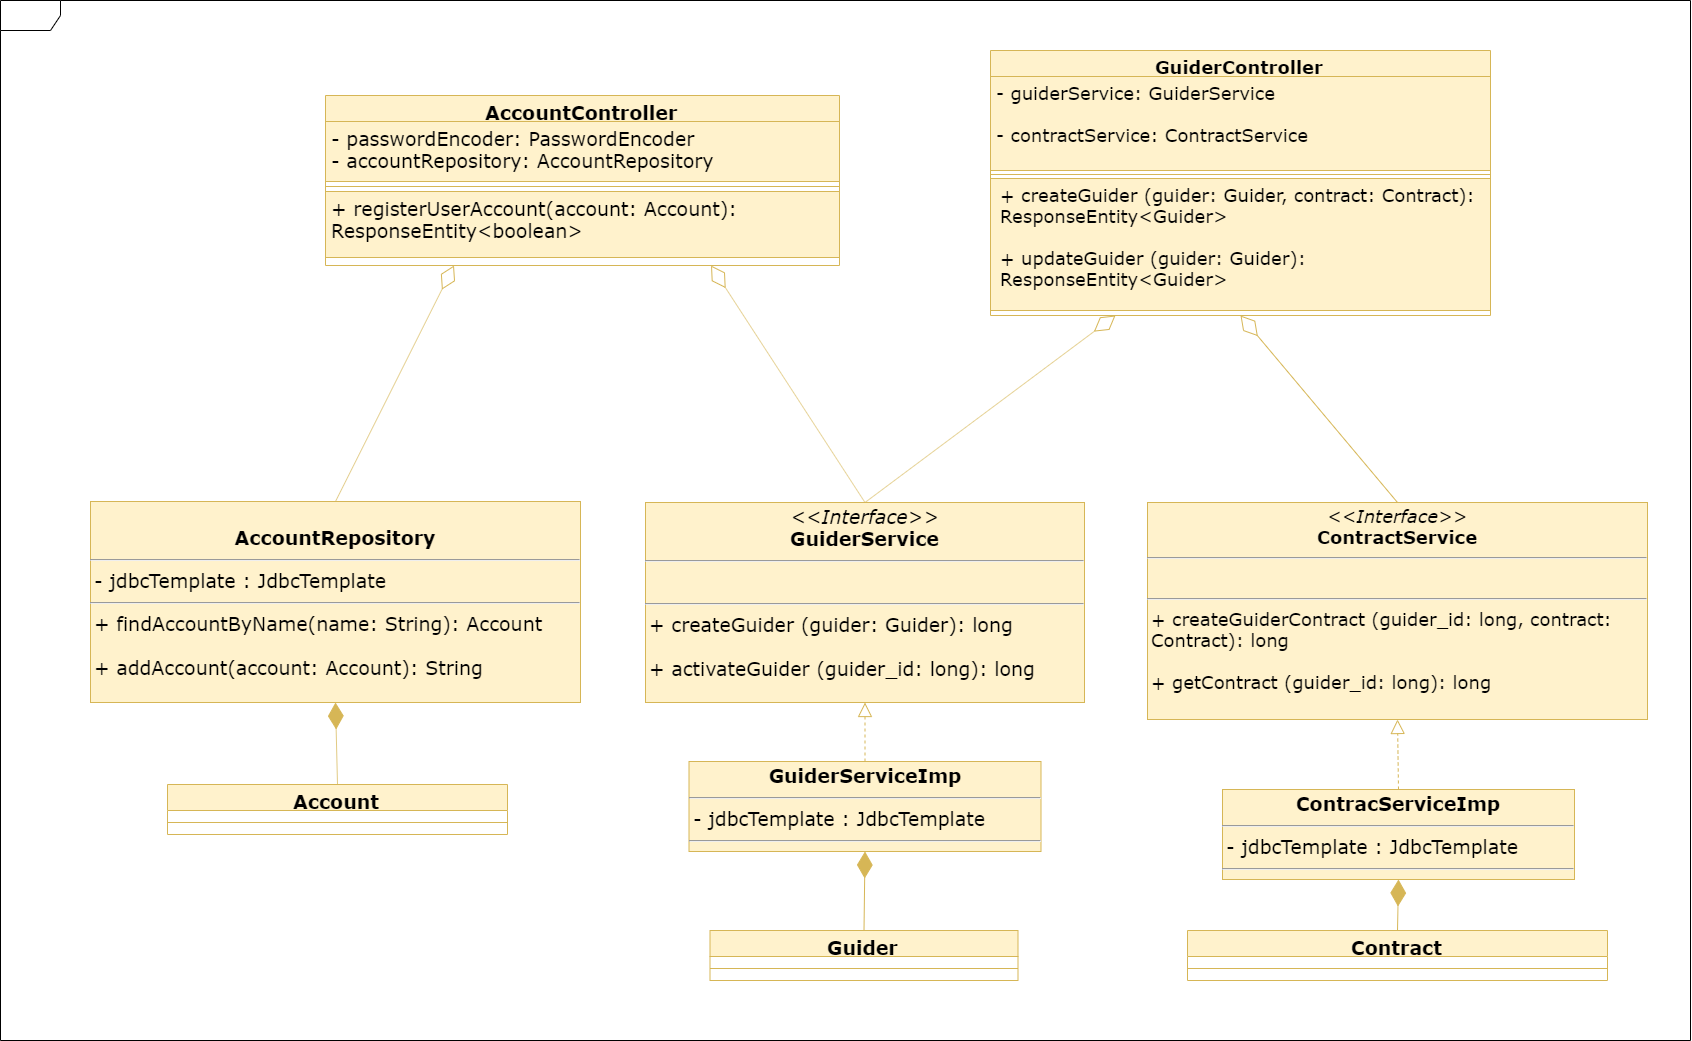 AccountController
- passwordEncoder: PasswordEncoder
- accountRepository: AccountRepository
+ registerUserAccount(account: Account):
ResponseEntity<boolean>
GuiderController
- guiderService: GuiderService
- contractService: ContractService
+ createGuider (guider: Guider, contract: Contract):
ResponseEntity<Guider>
+ updateGuider (guider: Guider):
ResponseEntity<Guider>
AccountRepository
- jdbcTemplate : JdbcTemplate
+ findAccountByName(name: String): Account
+ addAccount(account: Account): String
<<Interface>>
GuiderService
+ createGuider (guider: Guider): long
+ activateGuider (guider_id: long): long
<<Interface>>
ContractService
+ createGuiderContract (guider_id: long, contract:
Contract): long
+ getContract (guider_id: long): long
Account
GuiderServiceImp
- jdbcTemplate : JdbcTemplate
ContracServiceImp
- jdbcTemplate : JdbcTemplate
Guider
Contract